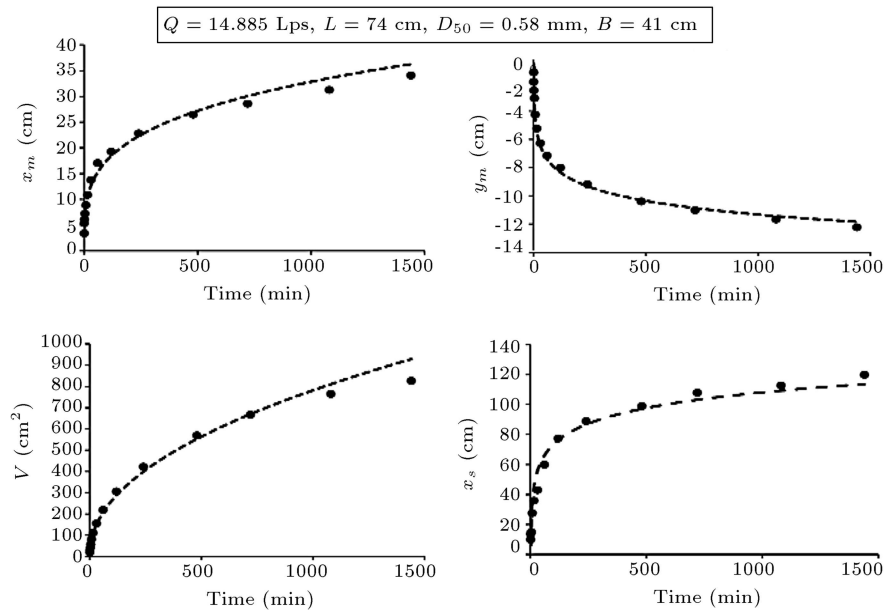 Q = 14.885 Lps, L = 74 cm, D₅₀ = 0.58 mm, B = 41 cm
40
35
30
25
20
15
10
5
0
xₘ (cm)
0 500 1000 1500
Time (min)
0
-2
-4
-6
-8
-10
-12
-14
yₘ (cm)
0 500 1000 1500
Time (min)
1000
900
800
700
600
500
400
300
200
100
0
V (cm²)
0 500 1000 1500
Time (min)
140
120
100
80
60
40
20
0
xₛ (cm)
0 500 1000 1500
Time (min)